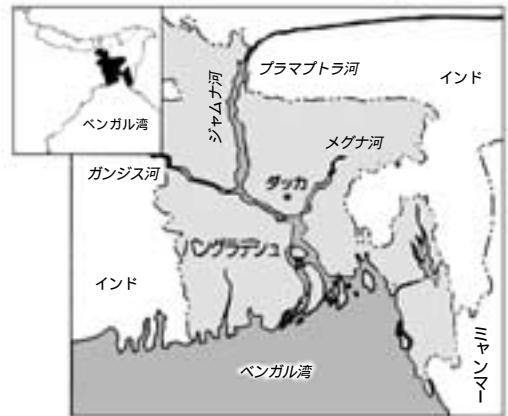 ベンガル湾
プラマプトラ河
インド
ジャムナ河
メグナ河
ガンジス河
ダッカ
バングラデシュ
インド
ミャンマー
ベンガル湾